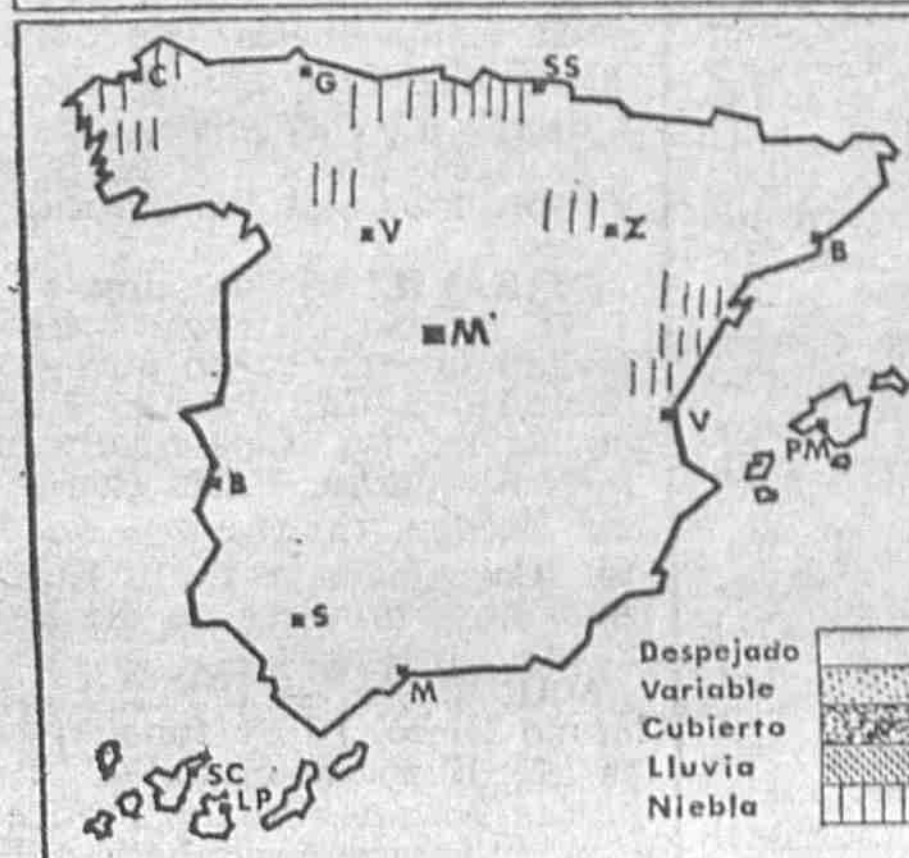 C
G
SS
V
Z
B
M
V
PM
B
S
M
SC
LP
Despejado
Variable
Cubierto
Lluvia
Niebla